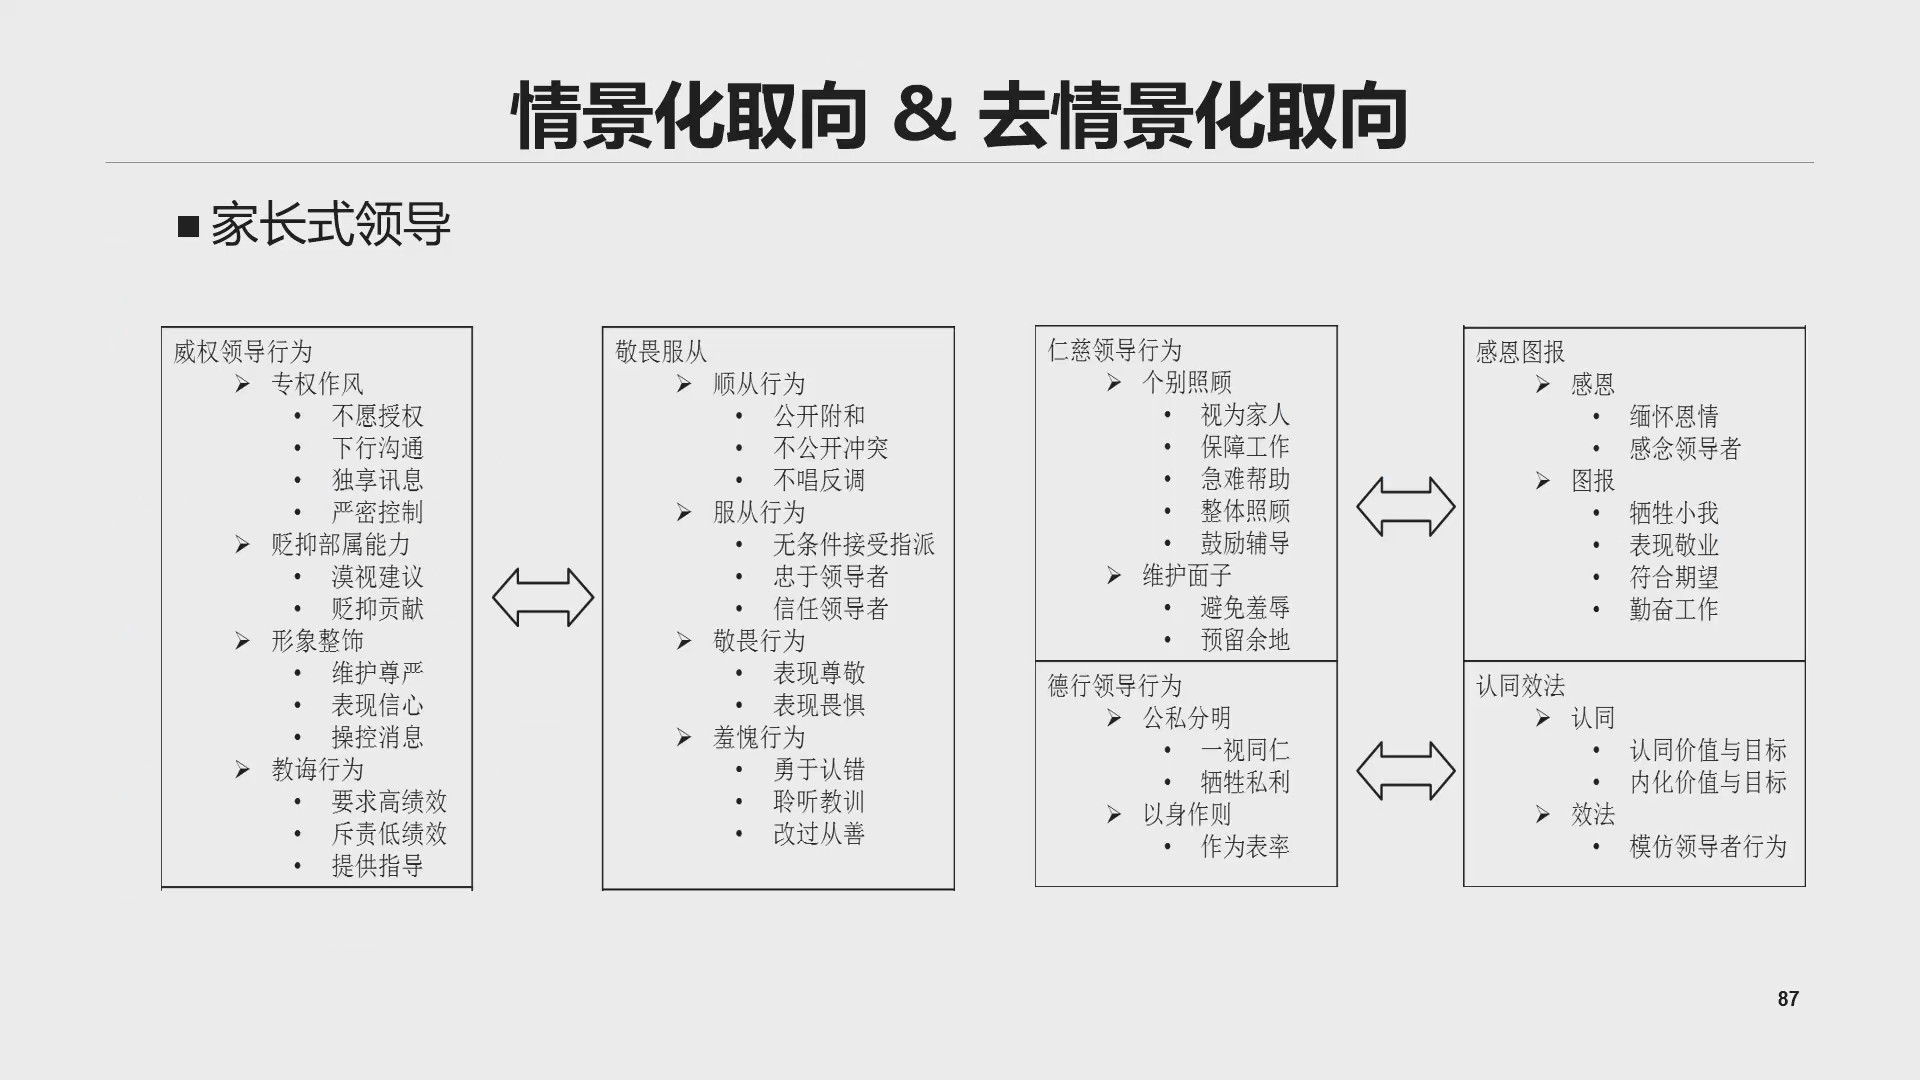 情景化取向 & 去情景化取向
■ 家长式领导
威权领导行为
➢ 专权作风
• 不愿授权
• 下行沟通
• 独享讯息
• 严密控制
➢ 贬抑部属能力
• 漠视建议
• 贬抑贡献
➢ 形象整饰
• 维护尊严
• 表现信心
• 操控消息
➢ 教诲行为
• 要求高绩效
• 斥责低绩效
• 提供指导
敬畏服从
➢ 顺从行为
• 公开附和
• 不公开冲突
• 不唱反调
➢ 服从行为
• 无条件接受指派
• 忠于领导者
• 信任领导者
➢ 敬畏行为
• 表现尊敬
• 表现畏惧
➢ 羞愧行为
• 勇于认错
• 聆听教训
• 改过从善
仁慈领导行为
➢ 个别照顾
• 视为家人
• 保障工作
• 急难帮助
• 整体照顾
• 鼓励辅导
➢ 维护面子
• 避免羞辱
• 预留余地
感恩图报
➢ 感恩
• 缅怀恩情
• 感念领导者
➢ 图报
• 牺牲小我
• 表现敬业
• 符合期望
• 勤奋工作
德行领导行为
➢ 公私分明
• 一视同仁
• 牺牲私利
➢ 以身作则
• 作为表率
认同效法
➢ 认同
• 认同价值与目标
• 内化价值与目标
➢ 效法
• 模仿领导者行为
87